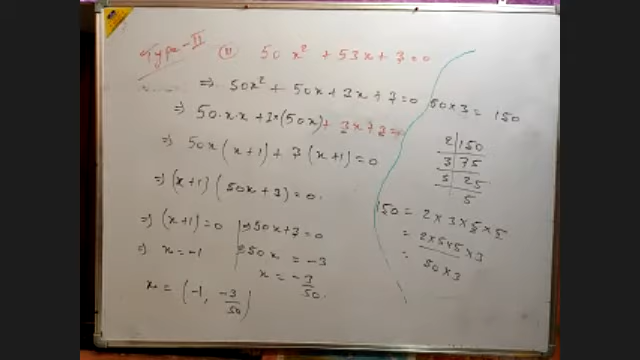 Type-II (ii) 50x² + 53x + 3 = 0
⇒ 50x² + 50x + 3x + 3 = 0
⇒ 50·x·x + 1×(50x) + 3x + 3 = 0
⇒ 50x (x+1) + 3 (x+1) = 0
⇒ (x+1) (50x+3) = 0.
⇒ (x+1) = 0 | ⇒ 50x+3 = 0
⇒ x = -1 | ⇒ 50x = -3
x = -3/50.
x = (-1, -3/50)
50×3 = 150
2|150
3|75
5|25
5
150 = 2×3×5×5
= 2×5×5×3
= 50×3